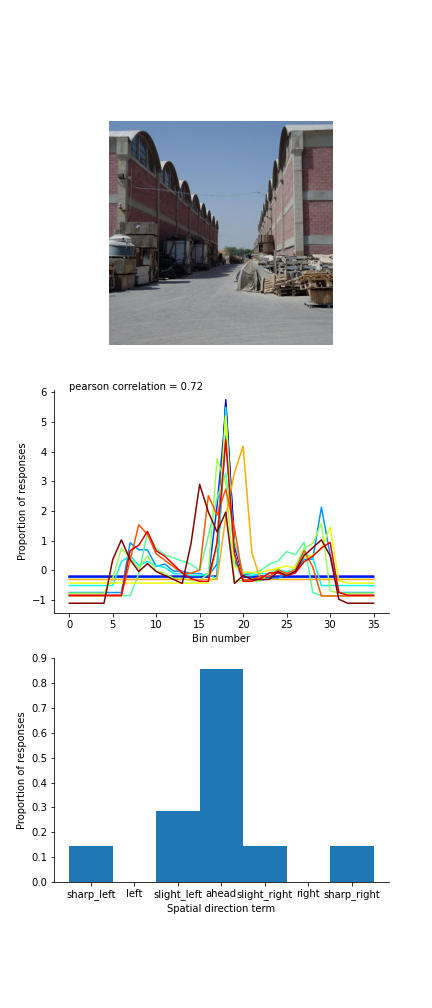 pearson correlation = 0.72
6
5
4
3
2
1
0
−1
Proportion of responses
0 5 10 15 20 25 30 35
Bin number
0.9
0.8
0.7
0.6
0.5
0.4
0.3
0.2
0.1
0.0
Proportion of responses
sharp_left left slight_left ahead slight_right right sharp_right
Spatial direction term